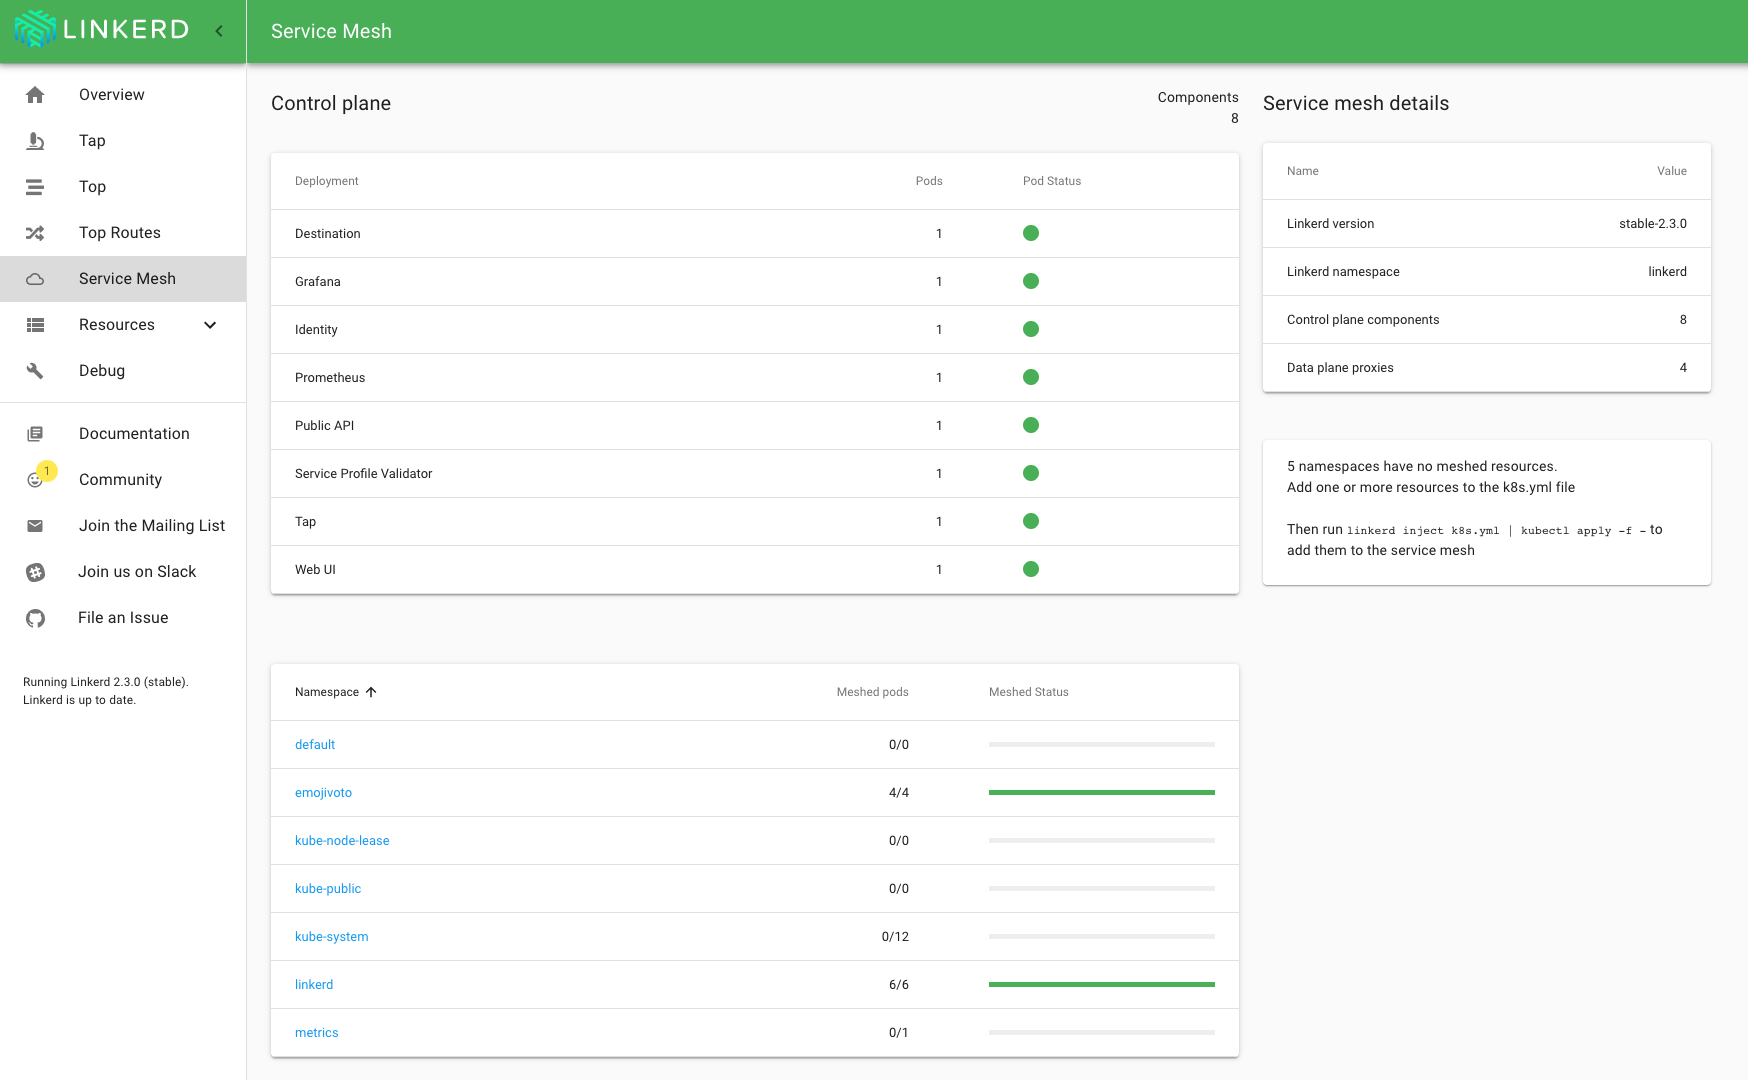 LINKERD
Service Mesh
Overview
Tap
Top
Top Routes
Service Mesh
Resources
Debug
Documentation
1
Community
Join the Mailing List
Join us on Slack
File an Issue
Running Linkerd 2.3.0 (stable).
Linkerd is up to date.
Control plane
Components
8
Deployment Pods Pod Status
Destination 1
Grafana 1
Identity 1
Prometheus 1
Public API 1
Service Profile Validator 1
Tap 1
Web UI 1
Namespace Meshed pods Meshed Status
default 0/0
emojivoto 4/4
kube-node-lease 0/0
kube-public 0/0
kube-system 0/12
linkerd 6/6
metrics 0/1
Service mesh details
Name Value
Linkerd version stable-2.3.0
Linkerd namespace linkerd
Control plane components 8
Data plane proxies 4
5 namespaces have no meshed resources.
Add one or more resources to the k8s.yml file
Then run linkerd inject k8s.yml | kubectl apply -f - to
add them to the service mesh